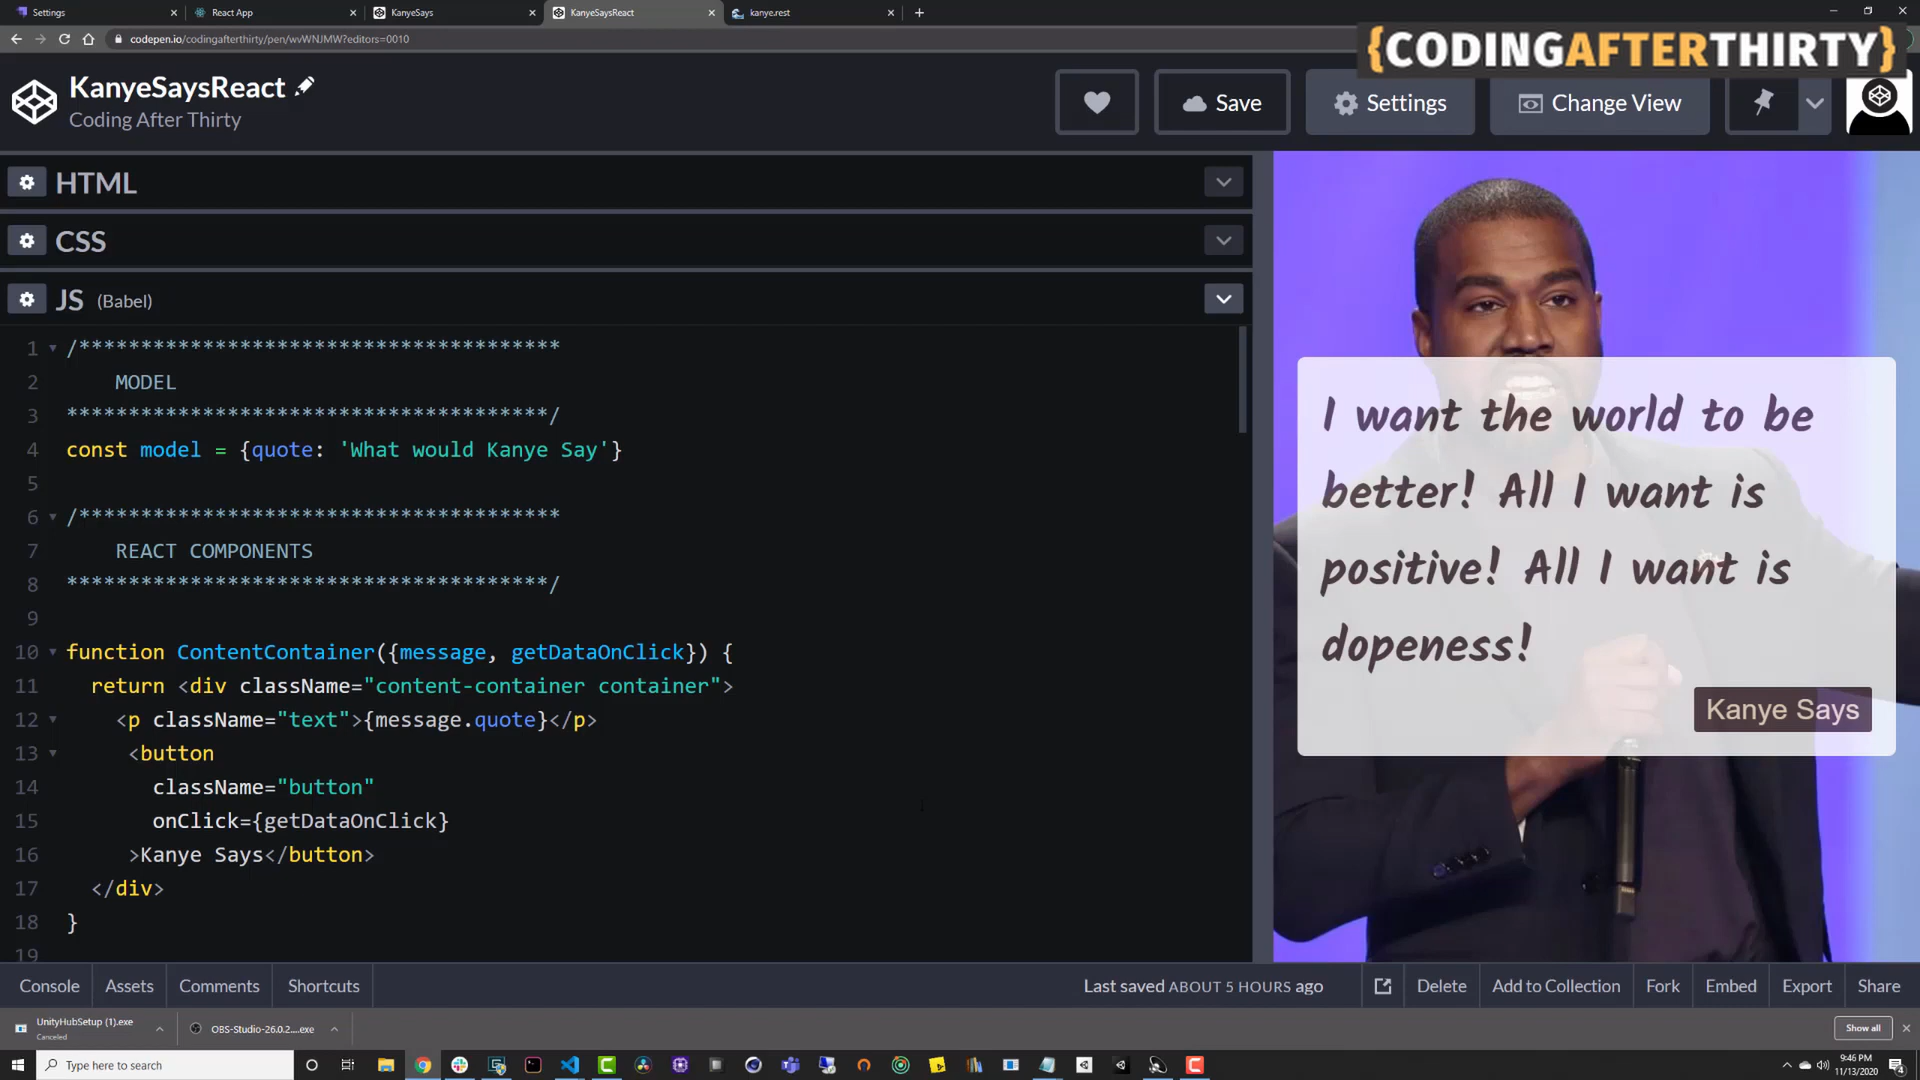 Settings
React App
KanyeSays
KanyeSaysReact
kanye.rest
codepen.io/codingafterthirty/pen/wvWNJMW?editors=0010
{CODINGAFTERTHIRTY}
KanyeSaysReact
Coding After Thirty
Save
Settings
Change View
HTML
CSS
JS (Babel)
1 /***************************************
2 MODEL
3 ***************************************/
4 const model = {quote: 'What would Kanye Say'}
5
6 /***************************************
7 REACT COMPONENTS
8 ***************************************/
9
10 function ContentContainer({message, getDataOnClick}) {
11 return <div className="content-container container">
12 <p className="text">{message.quote}</p>
13 <button
14 className="button"
15 onClick={getDataOnClick}
16 >Kanye Says</button>
17 </div>
18 }
19
I want the world to be
better! All I want is
positive! All I want is
dopeness!
Kanye Says
Console
Assets
Comments
Shortcuts
Last saved ABOUT 5 HOURS ago
Delete
Add to Collection
Fork
Embed
Export
Share
UnityHubSetup (1).exe
Canceled
OBS-Studio-26.0.2....exe
Show all
Type here to search
9:46 PM
11/13/2020